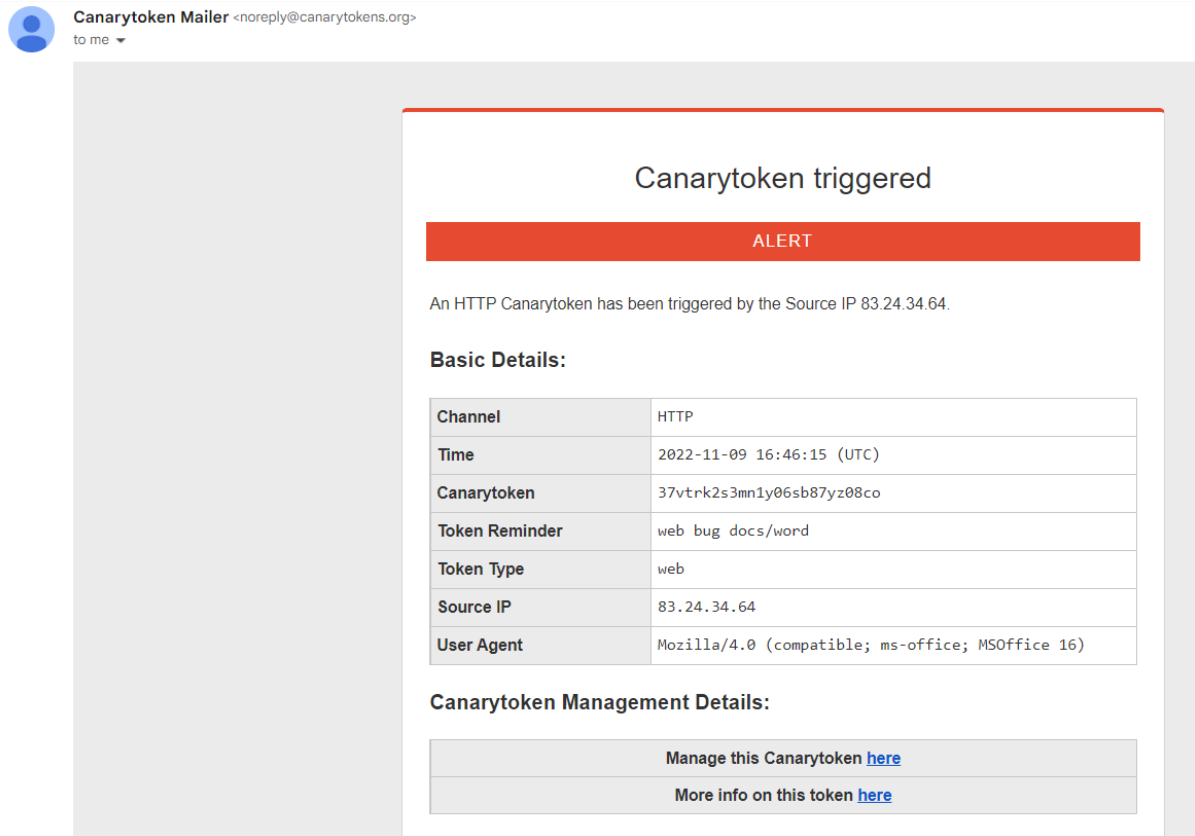 Canarytoken Mailer <noreply@canarytokens.org>
to me
Canarytoken triggered
ALERT
An HTTP Canarytoken has been triggered by the Source IP 83.24.34.64.
Basic Details:
Channel HTTP
Time 2022-11-09 16:46:15 (UTC)
Canarytoken 37vtrk2s3mn1y06sb87yz08co
Token Reminder web bug docs/word
Token Type web
Source IP 83.24.34.64
User Agent Mozilla/4.0 (compatible; ms-office; MSOffice 16)
Canarytoken Management Details:
Manage this Canarytoken here
More info on this token here